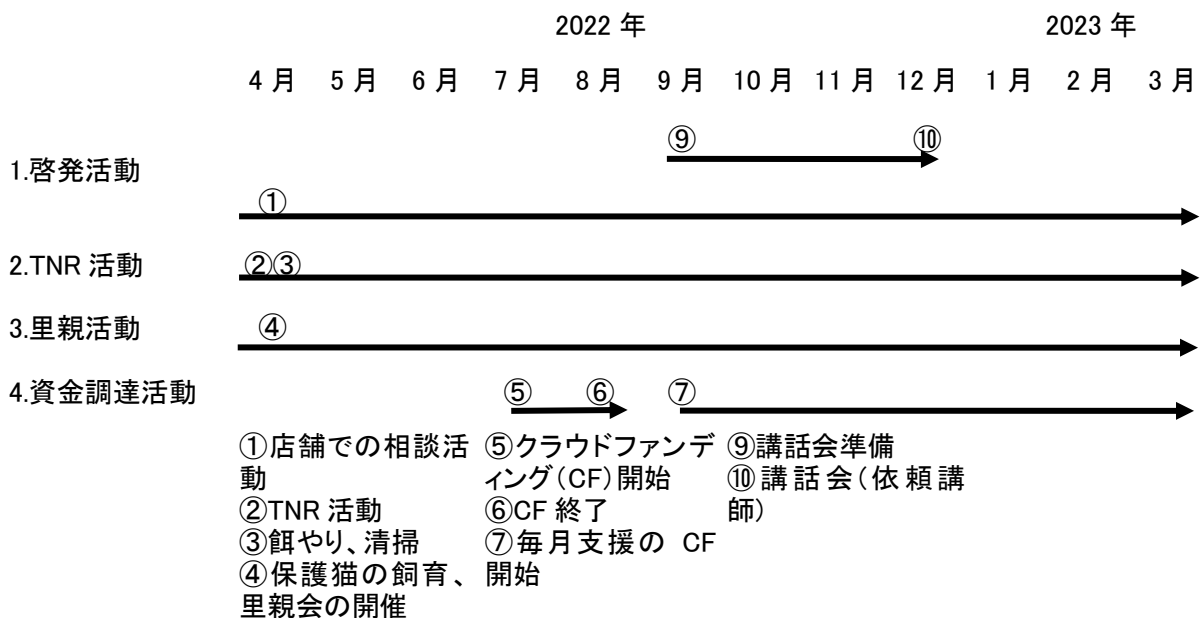 2022 年 2023 年
4 月 5 月 6 月 7 月 8 月 9 月 10 月 11 月 12 月 1 月 2 月 3 月
⑨ ⑩
1.啓発活動
①
2.TNR 活動 ②③
3.里親活動 ④
4.資金調達活動 ⑤ ⑥ ⑦
①店舗での相談活
動
②TNR 活動
③餌やり、清掃
④保護猫の飼育、
里親会の開催
⑤クラウドファンデ
ィング(CF)開始
⑥CF 終了
⑦毎月支援の CF
開始
⑨講話会準備
⑩講話会(依頼講
師)